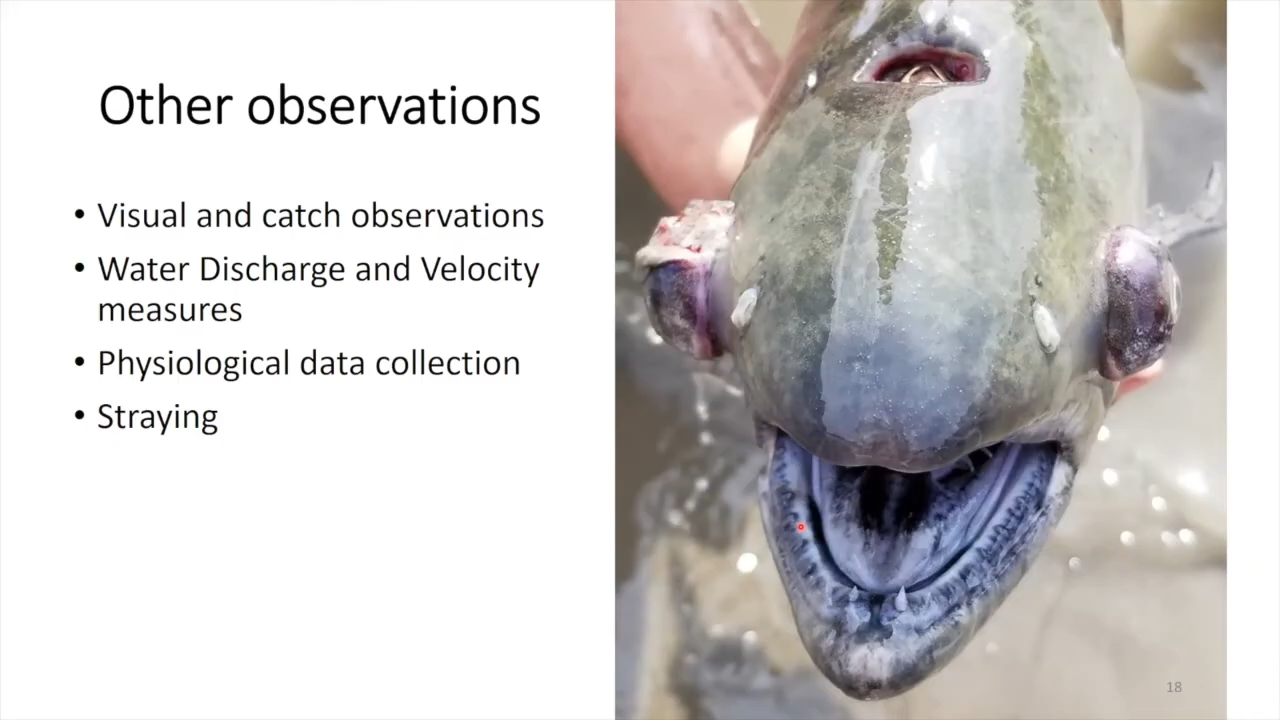 Other observations
• Visual and catch observations
• Water Discharge and Velocity
measures
• Physiological data collection
• Straying
18